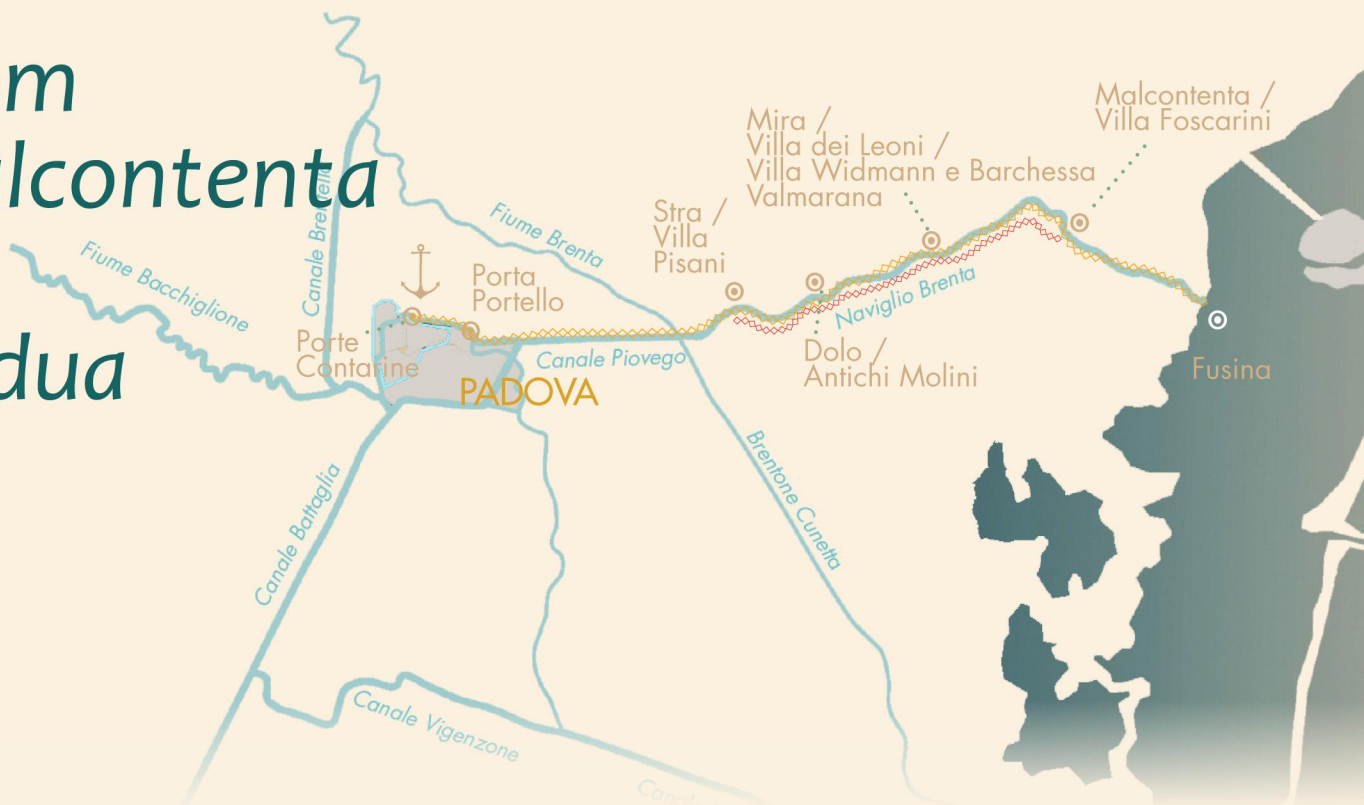 m
lcontenta
dua
Malcontenta /
Villa Foscarini
Mira /
Villa dei Leoni /
Villa Widmann e Barchessa
Valmarana
Stra /
Villa
Pisani
Fiume Brenta
Canale Brentella
Fiume Bacchiglione
Porta
Portello
Porte
Contarine
PADOVA
Canale Piovego
Naviglio Brenta
Dolo /
Antichi Molini
Fusina
Brentone Cunetta
Canale Battaglia
Canale Vigenzone